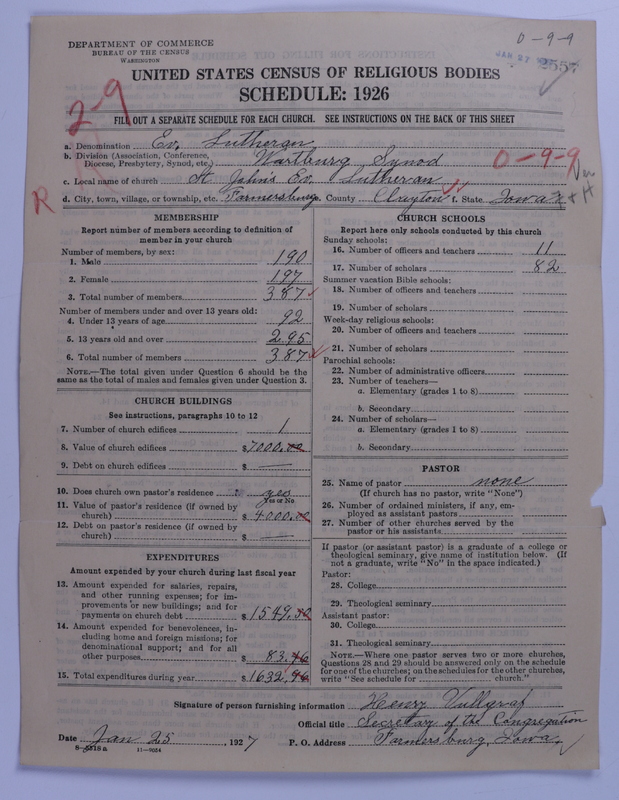 DEPARTMENT OF COMMERCE
BUREAU OF THE CENSUS
WASHINGTON
0-9-9
JAN 27
2557
UNITED STATES CENSUS OF RELIGIOUS BODIES
SCHEDULE: 1926
2-9
FILL OUT A SEPARATE SCHEDULE FOR EACH CHURCH. SEE INSTRUCTIONS ON THE BACK OF THIS SHEET
a. Denomination Ev. Lutheran
b. Division (Association, Conference, Diocese, Presbytery, Synod, etc.) Wartburg Synod
0-9-9
c. Local name of church St John's Ev. Lutheran
R
d. City, town, village, or township, etc. Farmersburg County Clayton t. State Iowa
MEMBERSHIP
Report number of members according to definition of
member in your church
Number of members, by sex:
1. Male 190
2. Female 197
3. Total number of members 387
Number of members under and over 13 years old:
4. Under 13 years of age 92
5. 13 years old and over 295
6. Total number of members 387
NOTE.—The total given under Question 6 should be the
same as the total of males and females given under Question 3.
CHURCH BUILDINGS
See instructions, paragraphs 10 to 12
7. Number of church edifices 1
8. Value of church edifices $7000.00
9. Debt on church edifices $ —
10. Does church own pastor's residence yes
Yes or No
11. Value of pastor's residence (if owned by
church) $4000.00
12. Debt on pastor's residence (if owned by
church) $ —
EXPENDITURES
Amount expended by your church during last fiscal year
13. Amount expended for salaries, repairs,
and other running expenses; for im-
provements or new buildings; and for
payments on church debt $1549.50
14. Amount expended for benevolences, in-
cluding home and foreign missions; for
denominational support; and for all
other purposes $83.46
15. Total expenditures during year $1632.96
CHURCH SCHOOLS
Report here only schools conducted by this church
Sunday schools:
16. Number of officers and teachers 11
17. Number of scholars 82
Summer vacation Bible schools:
18. Number of officers and teachers
19. Number of scholars
Week-day religious schools:
20. Number of officers and teachers
21. Number of scholars
Parochial schools:
22. Number of administrative officers
23. Number of teachers—
a. Elementary (grades 1 to 8)
b. Secondary
24. Number of scholars—
a. Elementary (grades 1 to 8)
b. Secondary
PASTOR
25. Name of pastor none
(If church has no pastor, write "None")
26. Number of ordained ministers, if any, em-
ployed as assistant pastors
27. Number of other churches served by the
pastor or his assistants
If pastor (or assistant pastor) is a graduate of a college or
theological seminary, give name of institution below. (If
not a graduate, write "No" in the space indicated.)
Pastor:
28. College
29. Theological seminary
Assistant pastor:
30. College
31. Theological seminary
NOTE.—Where one pastor serves two or more churches,
Questions 28 and 29 should be answered only on the schedule
for one of the churches; on the schedules for the other churches,
write "See schedule for church."
Signature of person furnishing information Henry Vullgraf
Official title Secretary of the Congregation
Date Jan 25, 1927 P. O. Address Farmersburg, Iowa
8-5518a 11-9024